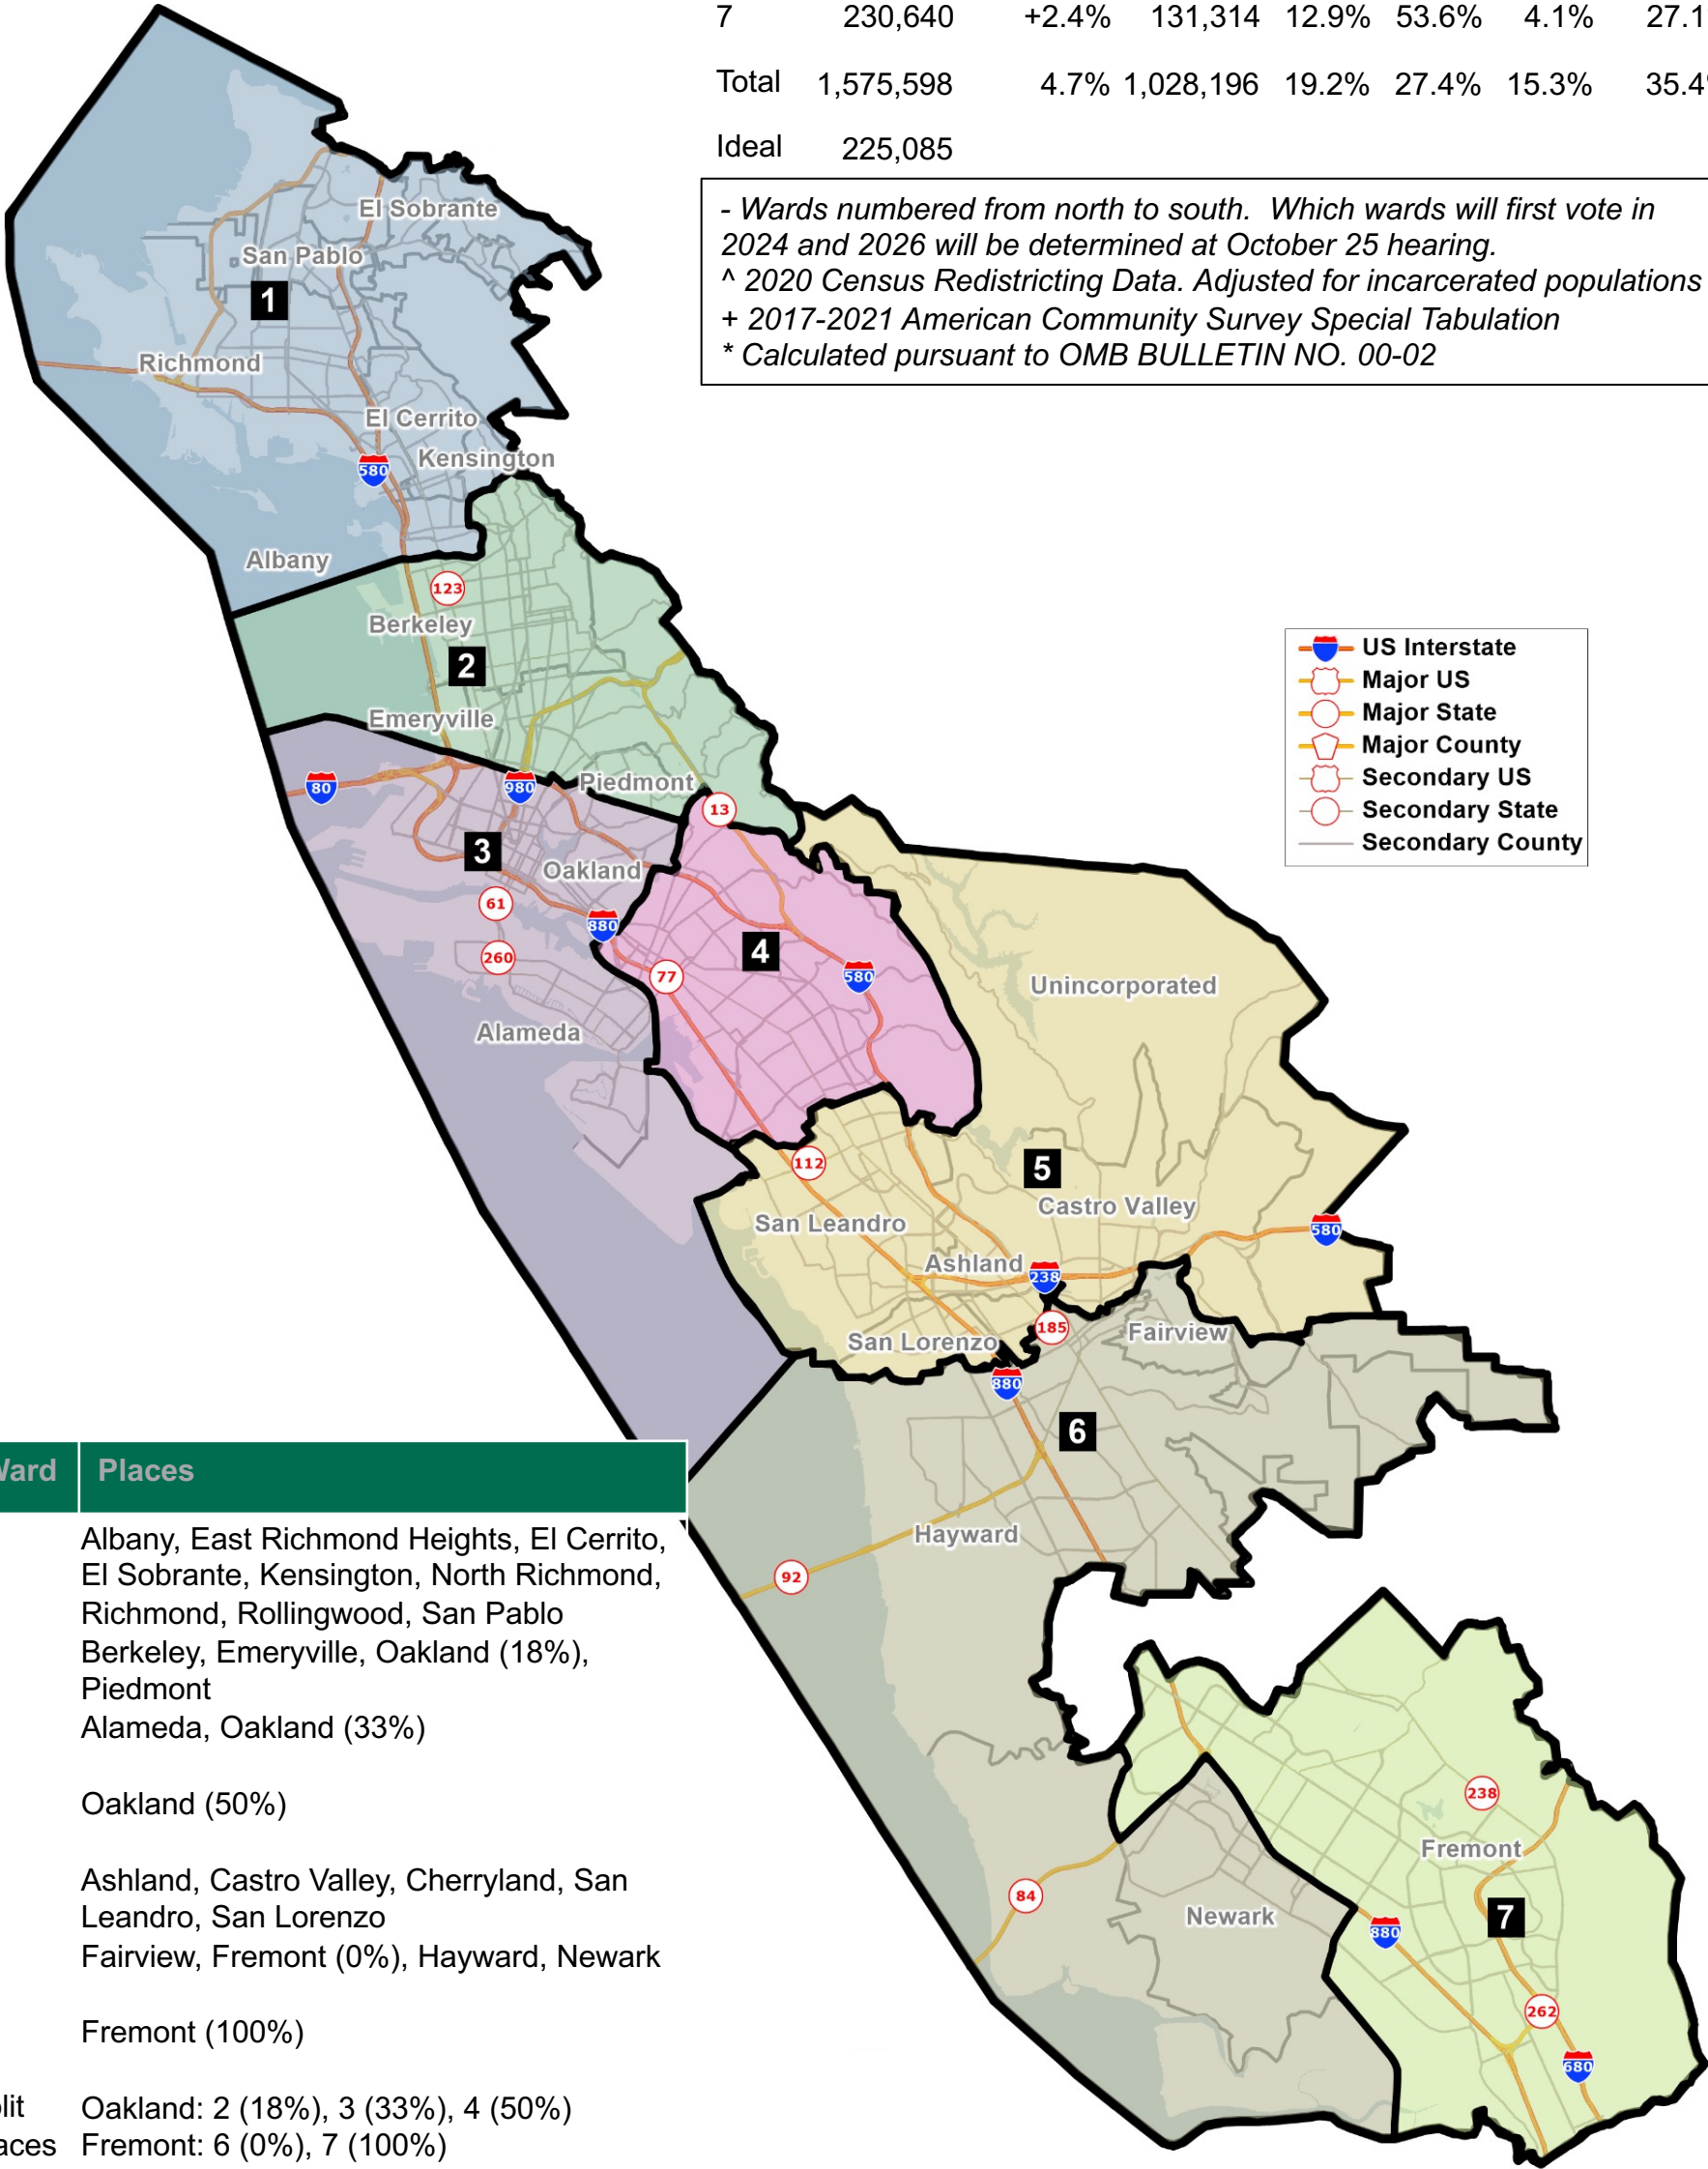 7 230,640 +2.4% 131,314 12.9% 53.6% 4.1% 27.1
Total 1,575,598 4.7% 1,028,196 19.2% 27.4% 15.3% 35.4
Ideal 225,085
- Wards numbered from north to south. Which wards will first vote in
2024 and 2026 will be determined at October 25 hearing.
^ 2020 Census Redistricting Data. Adjusted for incarcerated populations
+ 2017-2021 American Community Survey Special Tabulation
* Calculated pursuant to OMB BULLETIN NO. 00-02
El Sobrante
San Pablo
1
Richmond
El Cerrito
Kensington
580
Albany
123
Berkeley
2
Emeryville
US Interstate
Major US
Major State
Major County
Secondary US
Secondary State
Secondary County
80
980
Piedmont
13
3
Oakland
61
880
4
260
77
580
Unincorporated
Alameda
112
5
Castro Valley
San Leandro
580
Ashland
238
185
Fairview
San Lorenzo
880
6
Hayward
92
238
Fremont
84
Newark
7
880
262
680
Ward Places
Albany, East Richmond Heights, El Cerrito,
El Sobrante, Kensington, North Richmond,
Richmond, Rollingwood, San Pablo
Berkeley, Emeryville, Oakland (18%),
Piedmont
Alameda, Oakland (33%)
Oakland (50%)
Ashland, Castro Valley, Cherryland, San
Leandro, San Lorenzo
Fairview, Fremont (0%), Hayward, Newark
Fremont (100%)
lit Oakland: 2 (18%), 3 (33%), 4 (50%)
aces Fremont: 6 (0%), 7 (100%)